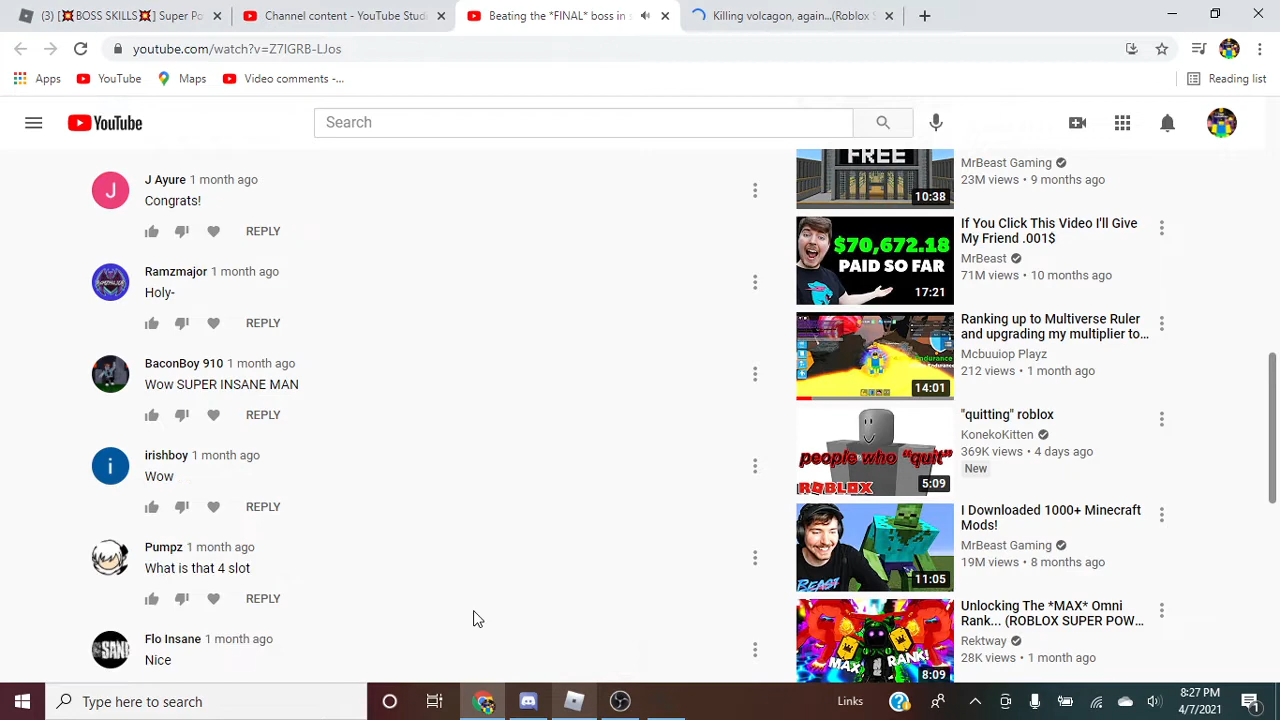 (3) [💥BOSS SKILLS💥] Super Po
Channel content - YouTube Studi
Beating the *FINAL* boss in s
Killing volcagon, again...(Roblox S
youtube.com/watch?v=Z7lGRB-LJos
Apps
YouTube
Maps
Video comments -...
Reading list
YouTube
Search
J Ayure 1 month ago
Congrats!
REPLY
Ramzmajor 1 month ago
Holy-
REPLY
BaconBoy 910 1 month ago
Wow SUPER INSANE MAN
REPLY
irishboy 1 month ago
Wow
REPLY
Pumpz 1 month ago
What is that 4 slot
REPLY
Flo Insane 1 month ago
Nice
FREE
10:38
MrBeast Gaming
23M views • 9 months ago
$70,672.18
PAID SO FAR
17:21
If You Click This Video I'll Give
My Friend .001$
MrBeast
71M views • 10 months ago
14:01
Ranking up to Multiverse Ruler
and upgrading my multiplier to...
Mcbuuiop Playz
212 views • 1 month ago
people who "quit"
ROBLOX
5:09
"quitting" roblox
KonekoKitten
369K views • 4 days ago
New
BEAST
11:05
I Downloaded 1000+ Minecraft
Mods!
MrBeast Gaming
19M views • 8 months ago
MAX RANK!
8:09
Unlocking The *MAX* Omni
Rank... (ROBLOX SUPER POW...
Rektway
28K views • 1 month ago
Type here to search
Links
8:27 PM
4/7/2021